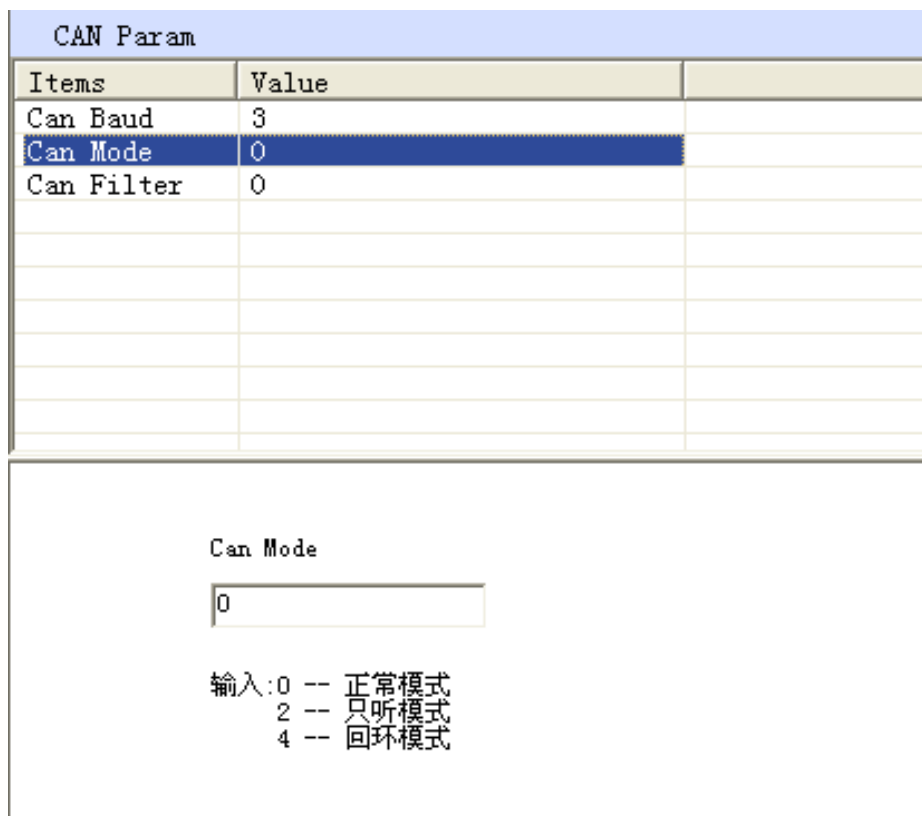 CAN Param
Items Value
Can Baud 3
Can Mode 0
Can Filter 0
Can Mode
0
输入:0 -- 正常模式
2 -- 只听模式
4 -- 回环模式